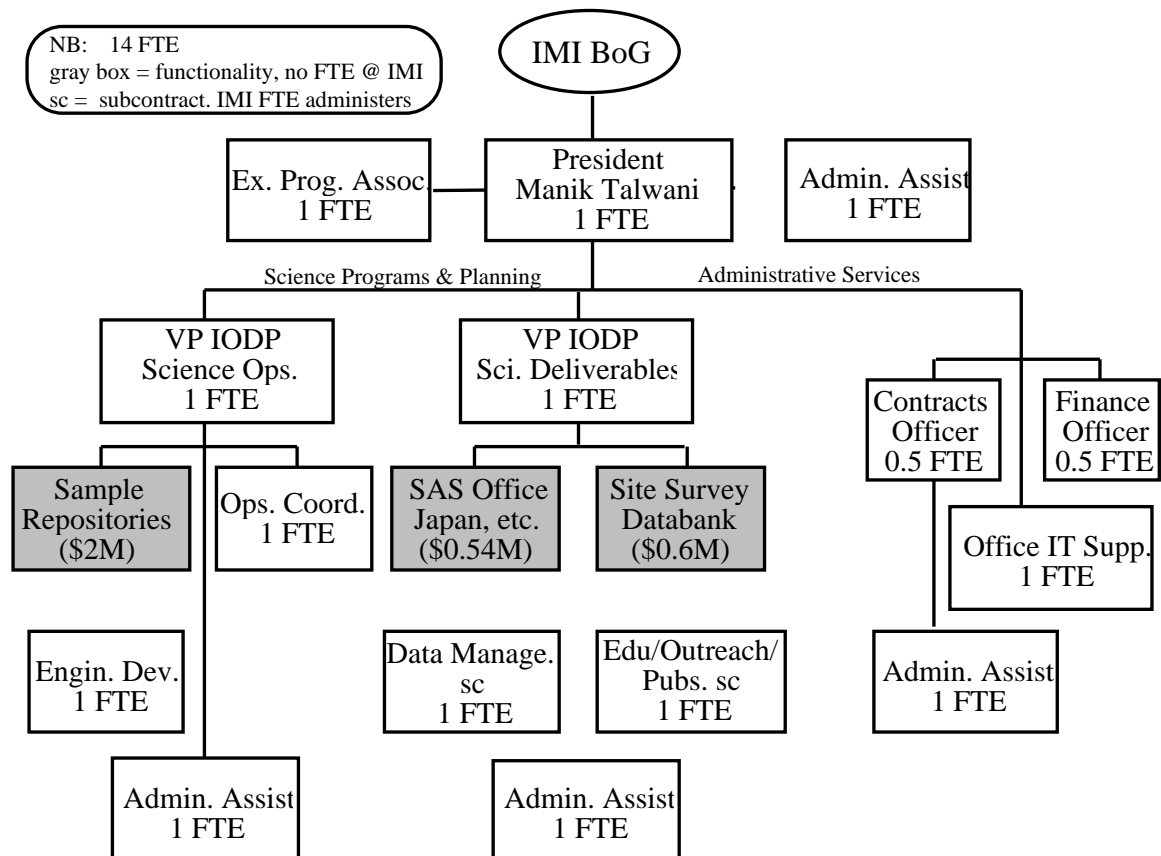 NB: 14 FTE
gray box = functionality, no FTE @ IMI
sc = subcontract. IMI FTE administers
IMI BoG
Ex. Prog. Assoc.
1 FTE
President
Manik Talwani
1 FTE
Admin. Assist
1 FTE
Science Programs & Planning
Administrative Services
VP IODP
Science Ops.
1 FTE
VP IODP
Sci. Deliverables
1 FTE
Contracts
Officer
0.5 FTE
Finance
Officer
0.5 FTE
Sample
Repositories
($2M)
Ops. Coord.
1 FTE
SAS Office
Japan, etc.
($0.54M)
Site Survey
Databank
($0.6M)
Office IT Supp.
1 FTE
Engin. Dev.
1 FTE
Data Manage.
sc
1 FTE
Edu/Outreach/
Pubs. sc
1 FTE
Admin. Assist
1 FTE
Admin. Assist
1 FTE
Admin. Assist
1 FTE